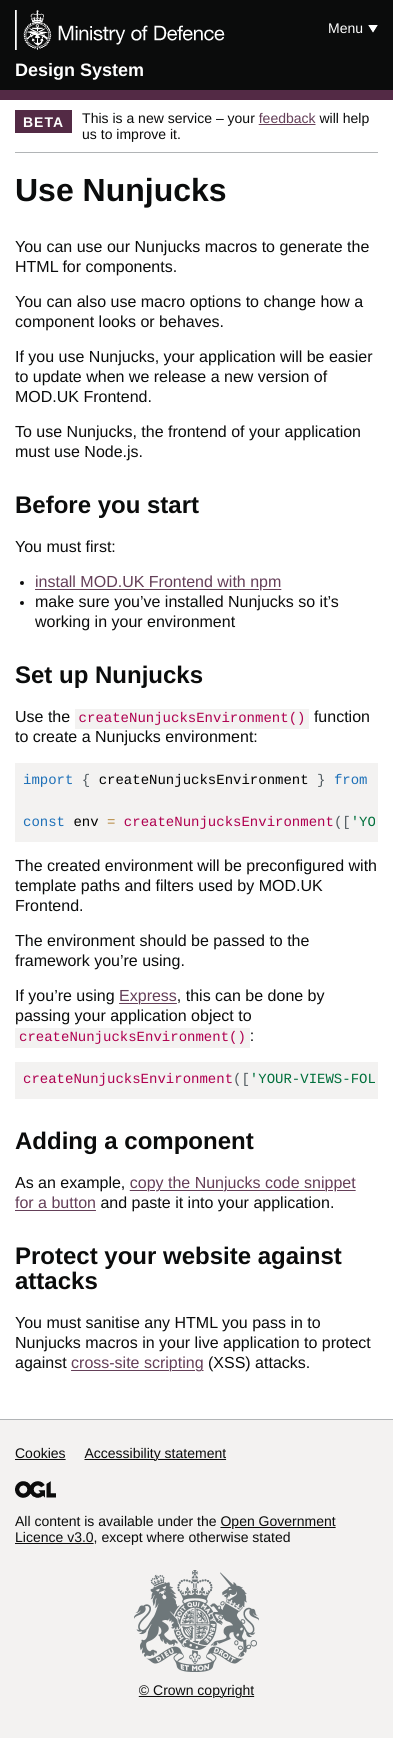 Ministry of Defence
Menu ▼
Design System
BETA
This is a new service – your feedback will help
us to improve it.
Use Nunjucks
You can use our Nunjucks macros to generate the
HTML for components.
You can also use macro options to change how a
component looks or behaves.
If you use Nunjucks, your application will be easier
to update when we release a new version of
MOD.UK Frontend.
To use Nunjucks, the frontend of your application
must use Node.js.
Before you start
You must first:
• install MOD.UK Frontend with npm
• make sure you’ve installed Nunjucks so it’s
working in your environment
Set up Nunjucks
Use the createNunjucksEnvironment() function
to create a Nunjucks environment:
import { createNunjucksEnvironment } from
const env = createNunjucksEnvironment(['YO
The created environment will be preconfigured with
template paths and filters used by MOD.UK
Frontend.
The environment should be passed to the
framework you’re using.
If you’re using Express, this can be done by
passing your application object to
createNunjucksEnvironment():
createNunjucksEnvironment(['YOUR-VIEWS-FOL
Adding a component
As an example, copy the Nunjucks code snippet
for a button and paste it into your application.
Protect your website against
attacks
You must sanitise any HTML you pass in to
Nunjucks macros in your live application to protect
against cross-site scripting (XSS) attacks.
Cookies Accessibility statement
OGL
All content is available under the Open Government
Licence v3.0, except where otherwise stated
DIEU ET MON DROIT
© Crown copyright